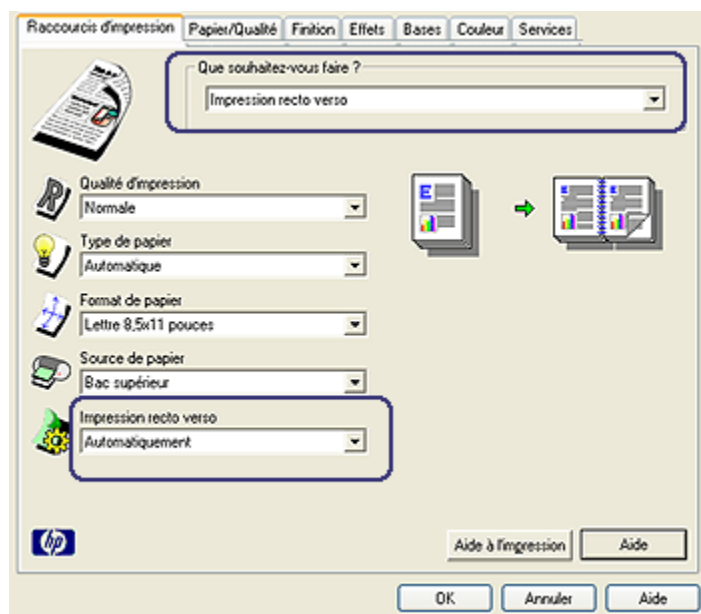 Raccourcis d'impression Papier/Qualité Finition Effets Bases Couleur Services
Que souhaitez-vous faire ?
Impression recto verso
Qualité d'impression
Normale
Type de papier
Automatique
Format de papier
Lettre 8,5x11 pouces
Source de papier
Bac supérieur
Impression recto verso
Automatiquement
hp
Aide à l'impression Aide
OK Annuler Aide